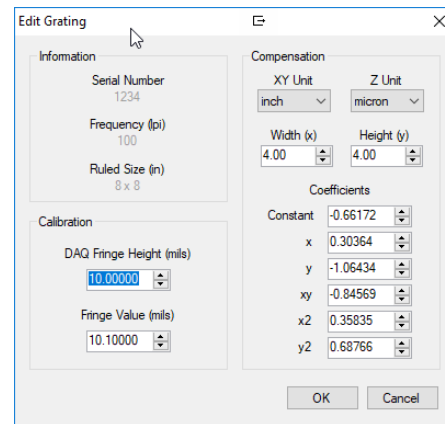 Edit Grating
Information
Serial Number
1234
Frequency (lpi)
100
Ruled Size (in)
8 x 8
Calibration
DAQ Fringe Height (mils)
10.00000
Fringe Value (mils)
10.10000
Compensation
XY Unit Z Unit
inch micron
Width (x) Height (y)
4.00 4.00
Coefficients
Constant -0.66172
x 0.30364
y -1.06434
xy -0.84569
x2 0.35835
y2 0.68766
OK Cancel